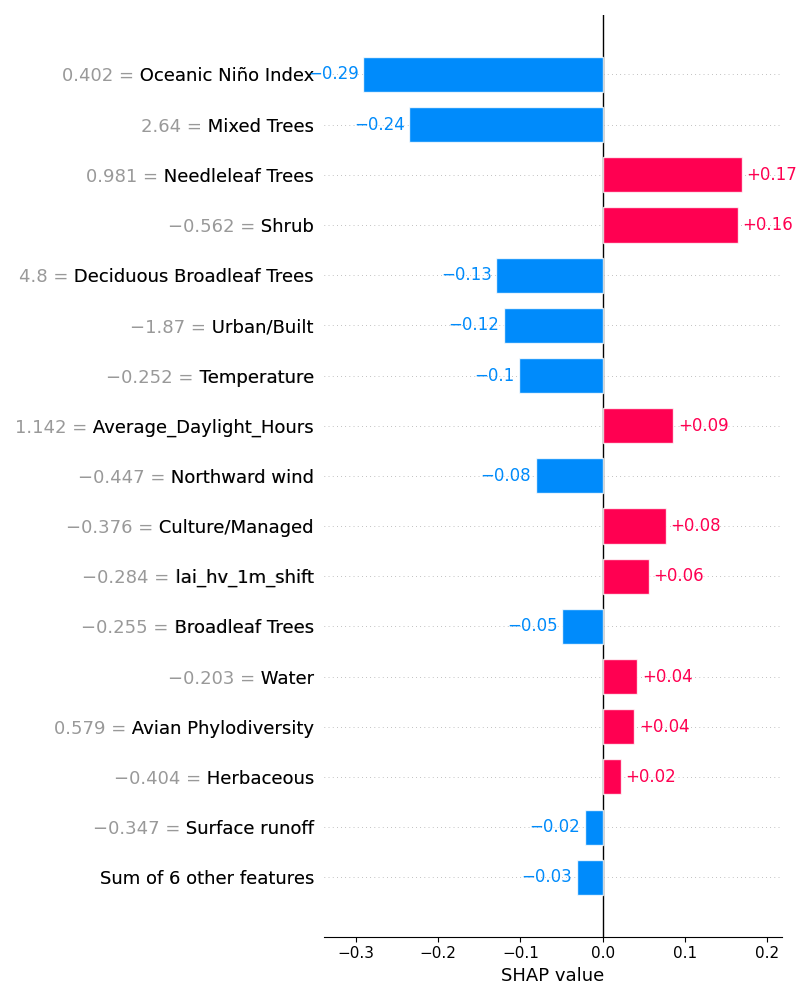 0.402 = Oceanic Niño Index −0.29
2.64 = Mixed Trees −0.24
0.981 = Needleleaf Trees +0.17
−0.562 = Shrub +0.16
4.8 = Deciduous Broadleaf Trees −0.13
−1.87 = Urban/Built −0.12
−0.252 = Temperature −0.1
1.142 = Average_Daylight_Hours +0.09
−0.447 = Northward wind −0.08
−0.376 = Culture/Managed +0.08
−0.284 = lai_hv_1m_shift +0.06
−0.255 = Broadleaf Trees −0.05
−0.203 = Water +0.04
0.579 = Avian Phylodiversity +0.04
−0.404 = Herbaceous +0.02
−0.347 = Surface runoff −0.02
Sum of 6 other features −0.03
−0.3 −0.2 −0.1 0.0 0.1 0.2
SHAP value